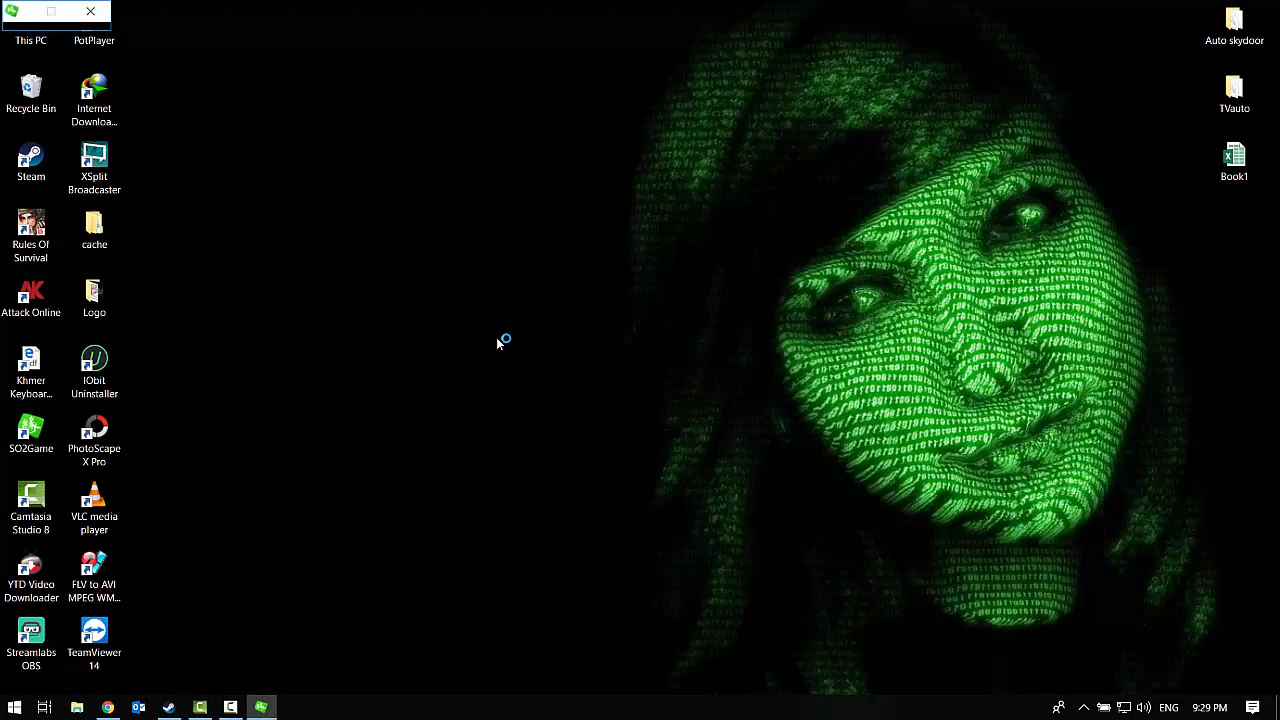 This PC
PotPlayer
Auto skydoor
Recycle Bin
Internet
Downloa...
TVauto
Steam
XSplit
Broadcaster
Book1
Rules Of
Survival
cache
AK
Attack Online
Logo
Khmer
Keyboar...
IObit
Uninstaller
SO2Game
PhotoScape
X Pro
Camtasia
Studio 8
VLC media
player
YTD Video
Downloader
FLV to AVI
MPEG WM...
Streamlabs
OBS
TeamViewer
14
ENG
9:29 PM